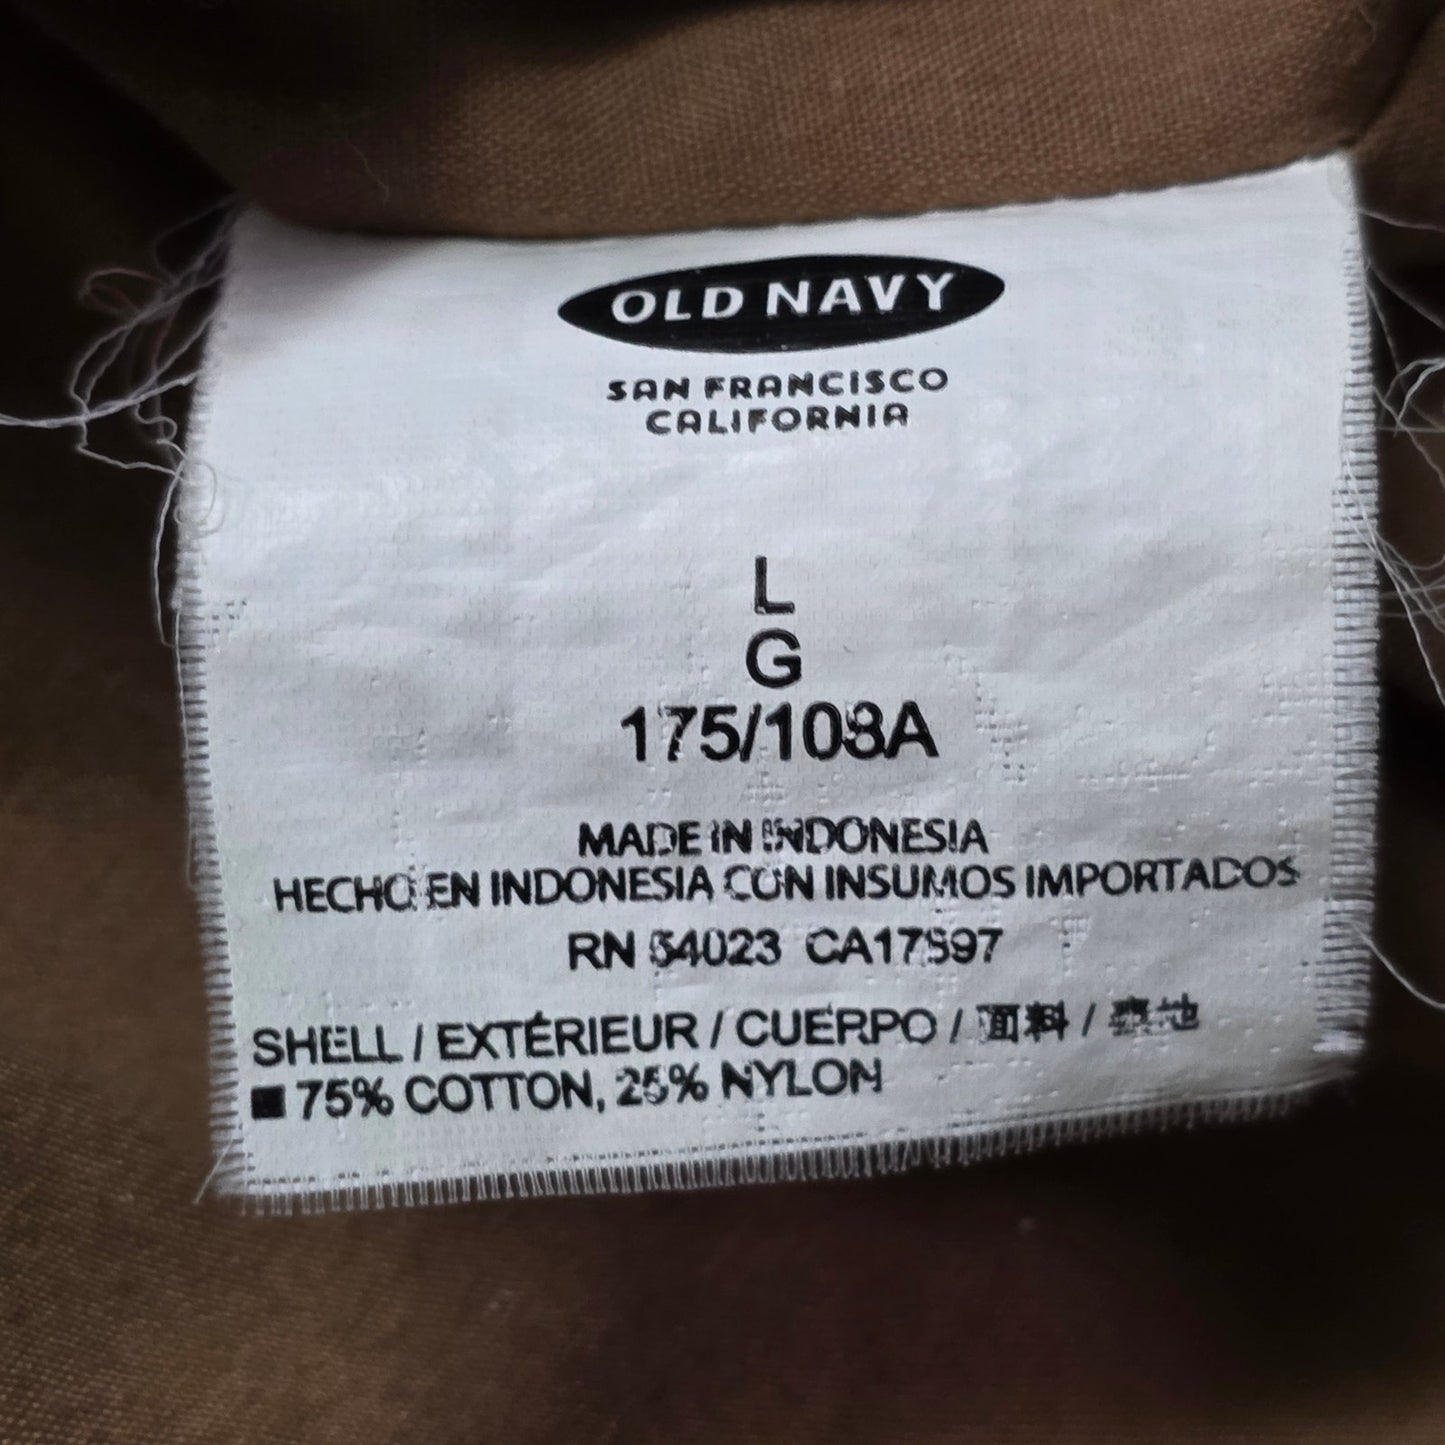 OLD NAVY
SAN FRANCISCO
CALIFORNIA
L
G
175/108A
MADE IN INDONESIA
HECHO EN INDONESIA CON INSUMOS IMPORTADOS
RN 54023 CA17897
SHELL / EXTÉRIEUR / CUERPO / 面料 / 表地
■ 75% COTTON, 25% NYLON